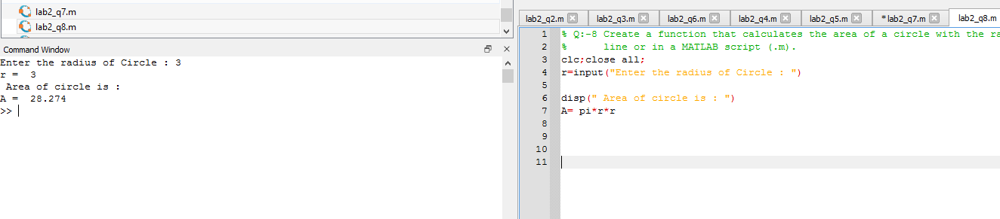 lab2_q7.m
lab2_q8.m
Command Window
Enter the radius of Circle : 3
r =  3
 Area of circle is :
A =  28.274
>>
lab2_q2.m lab2_q3.m lab2_q6.m lab2_q4.m lab2_q5.m *lab2_q7.m lab2_q8.m
1 % Q:-8 Create a function that calculates the area of a circle with the ra
2 %      line or in a MATLAB script (.m).
3 clc;close all;
4 r=input("Enter the radius of Circle : ")
5
6 disp(" Area of circle is : ")
7 A= pi*r*r
8
9
10
11